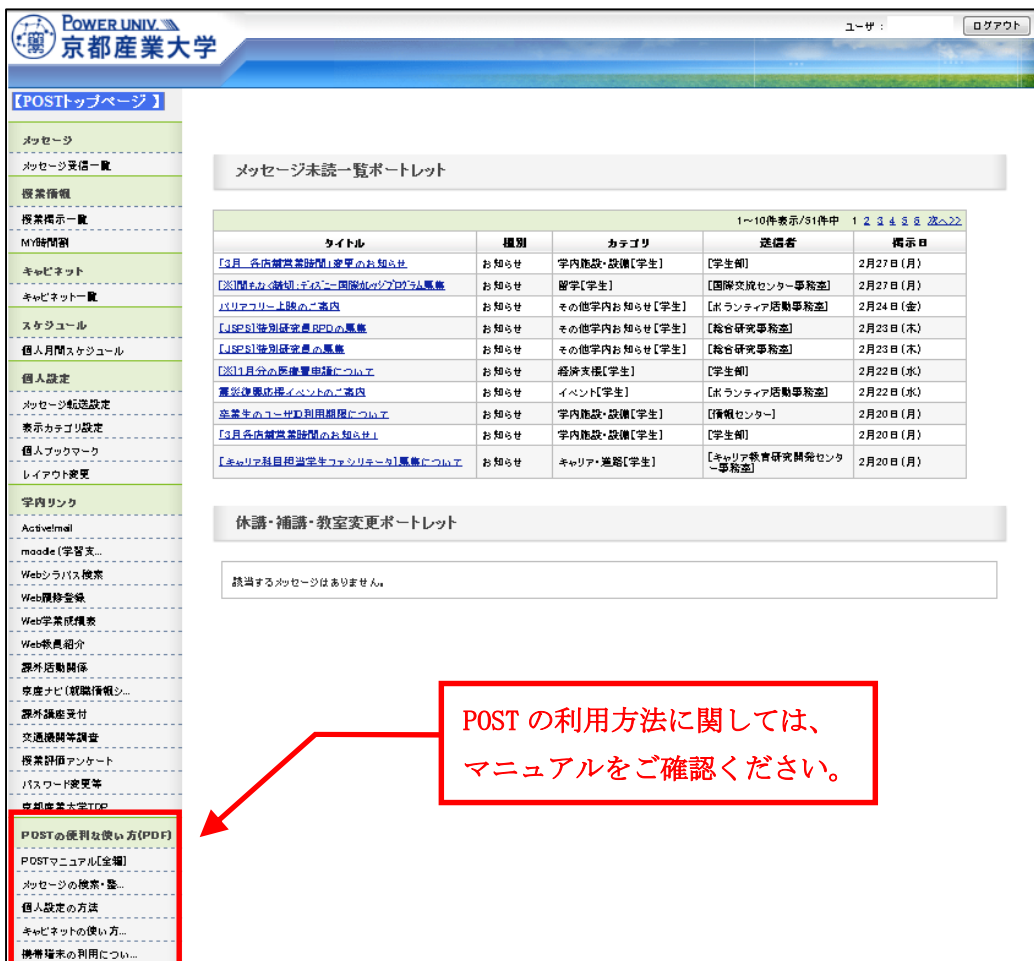 POWER UNIV.
京都産業大学
ユーザ：
ログアウト
【POSTトップページ 】
メッセージ
メッセージ受信一覧
授業情報
授業掲示一覧
MY時間割
キャビネット
キャビネット一覧
スケジュール
個人月間スケジュール
個人設定
メッセージ転送設定
表示カテゴリ設定
個人ブックマーク
レイアウト変更
学内リンク
Active!mail
moodle(学習支...
Webシラバス検索
Web履修登録
Web学業成績表
Web教員紹介
課外活動関係
京産ナビ(就職情報シ...
課外講座受付
交通機関等調査
授業評価アンケート
パスワード変更等
京都産業大学TOP
POSTの便利な使い方(PDF)
POSTマニュアル[全編]
メッセージの検索・整...
個人設定の方法
キャビネットの使い方...
携帯端末の利用につい...
メッセージ未読一覧ポートレット
1～10件表示/51件中 1 2 3 4 5 6 次へ>>
タイトル 種別 カテゴリ 送信者 掲示日
「3月 各店舗営業時間」変更のお知らせ お知らせ 学内施設・設備[学生] [学生部] 2月27日(月)
[※]間もなく締切:ディズニー国際カレッジプログラム募集 お知らせ 留学[学生] [国際交流センター事務室] 2月27日(月)
バリアフリー上映のご案内 お知らせ その他学内お知らせ[学生] [ボランティア活動事務室] 2月24日(金)
[JSPS]特別研究員RPDの募集 お知らせ その他学内お知らせ[学生] [総合研究事務室] 2月23日(木)
[JSPS]特別研究員の募集 お知らせ その他学内お知らせ[学生] [総合研究事務室] 2月23日(木)
[※]1月分の医療費申請について お知らせ 経済支援[学生] [学生部] 2月22日(水)
震災復興応援イベントのご案内 お知らせ イベント[学生] [ボランティア活動事務室] 2月22日(水)
卒業生のユーザID利用期限について お知らせ 学内施設・設備[学生] [情報センター] 2月20日(月)
「3月各店舗営業時間のお知らせ」 お知らせ 学内施設・設備[学生] [学生部] 2月20日(月)
[キャリア科目担当学生ファシリテータ]募集について お知らせ キャリア・進路[学生] [キャリア教育研究開発センター事務室] 2月20日(月)
休講・補講・教室変更ポートレット
該当するメッセージはありません。
POST の利用方法に関しては、
マニュアルをご確認ください。